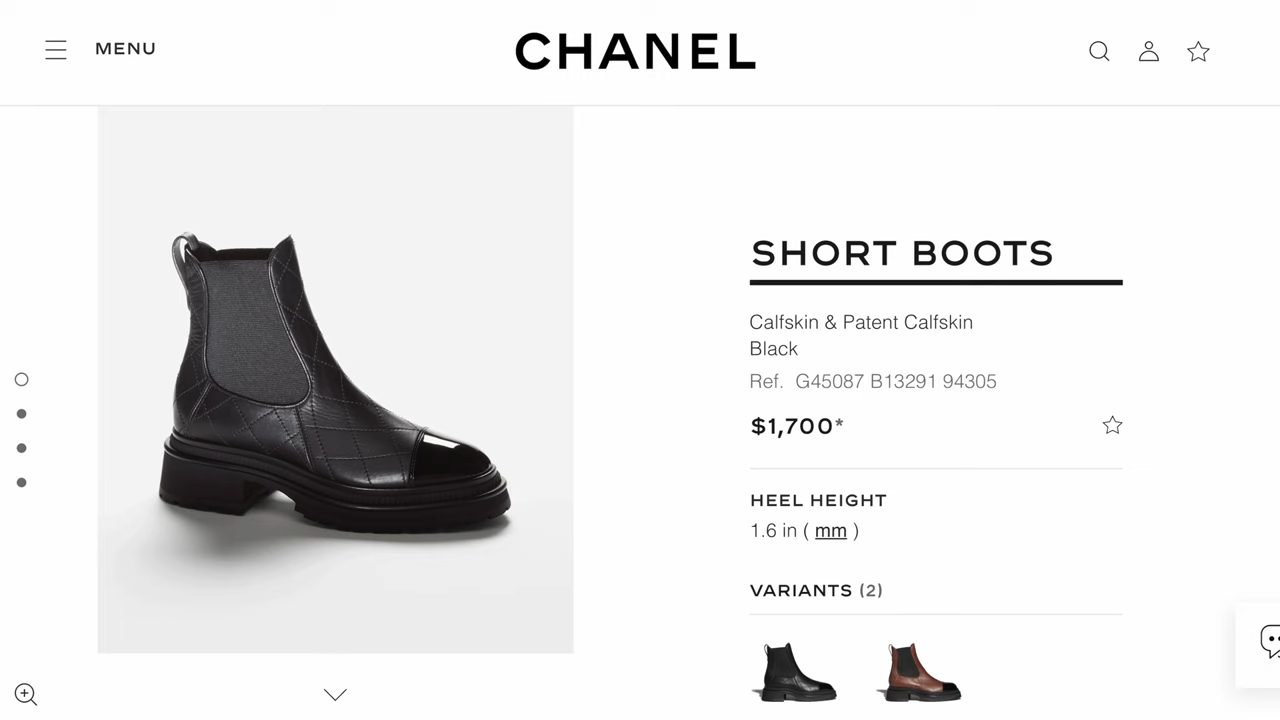 MENU
CHANEL
SHORT BOOTS
Calfskin & Patent Calfskin
Black
Ref. G45087 B13291 94305
$1,700*
HEEL HEIGHT
1.6 in ( mm )
VARIANTS (2)